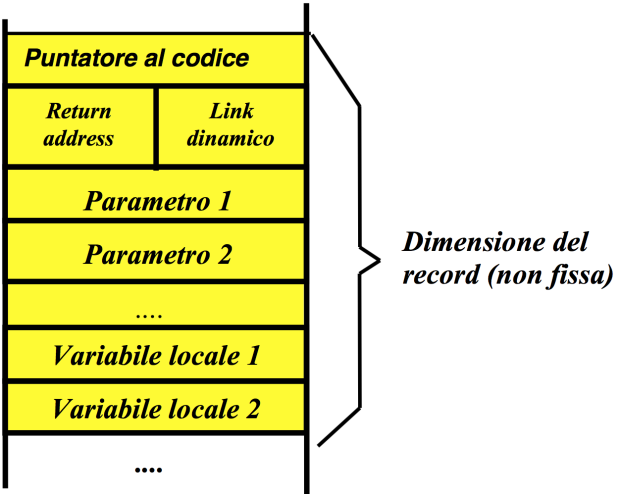 Puntatore al codice
Return
address
Link
dinamico
Parametro 1
Parametro 2
....
Variabile locale 1
Variabile locale 2
....
Dimensione del
record (non fissa)